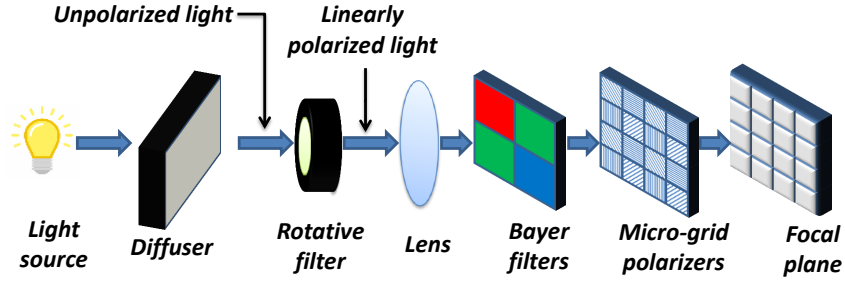 Unpolarized light
Linearly
polarized light
Light
source
Diffuser
Rotative
filter
Lens
Bayer
filters
Micro-grid
polarizers
Focal
plane